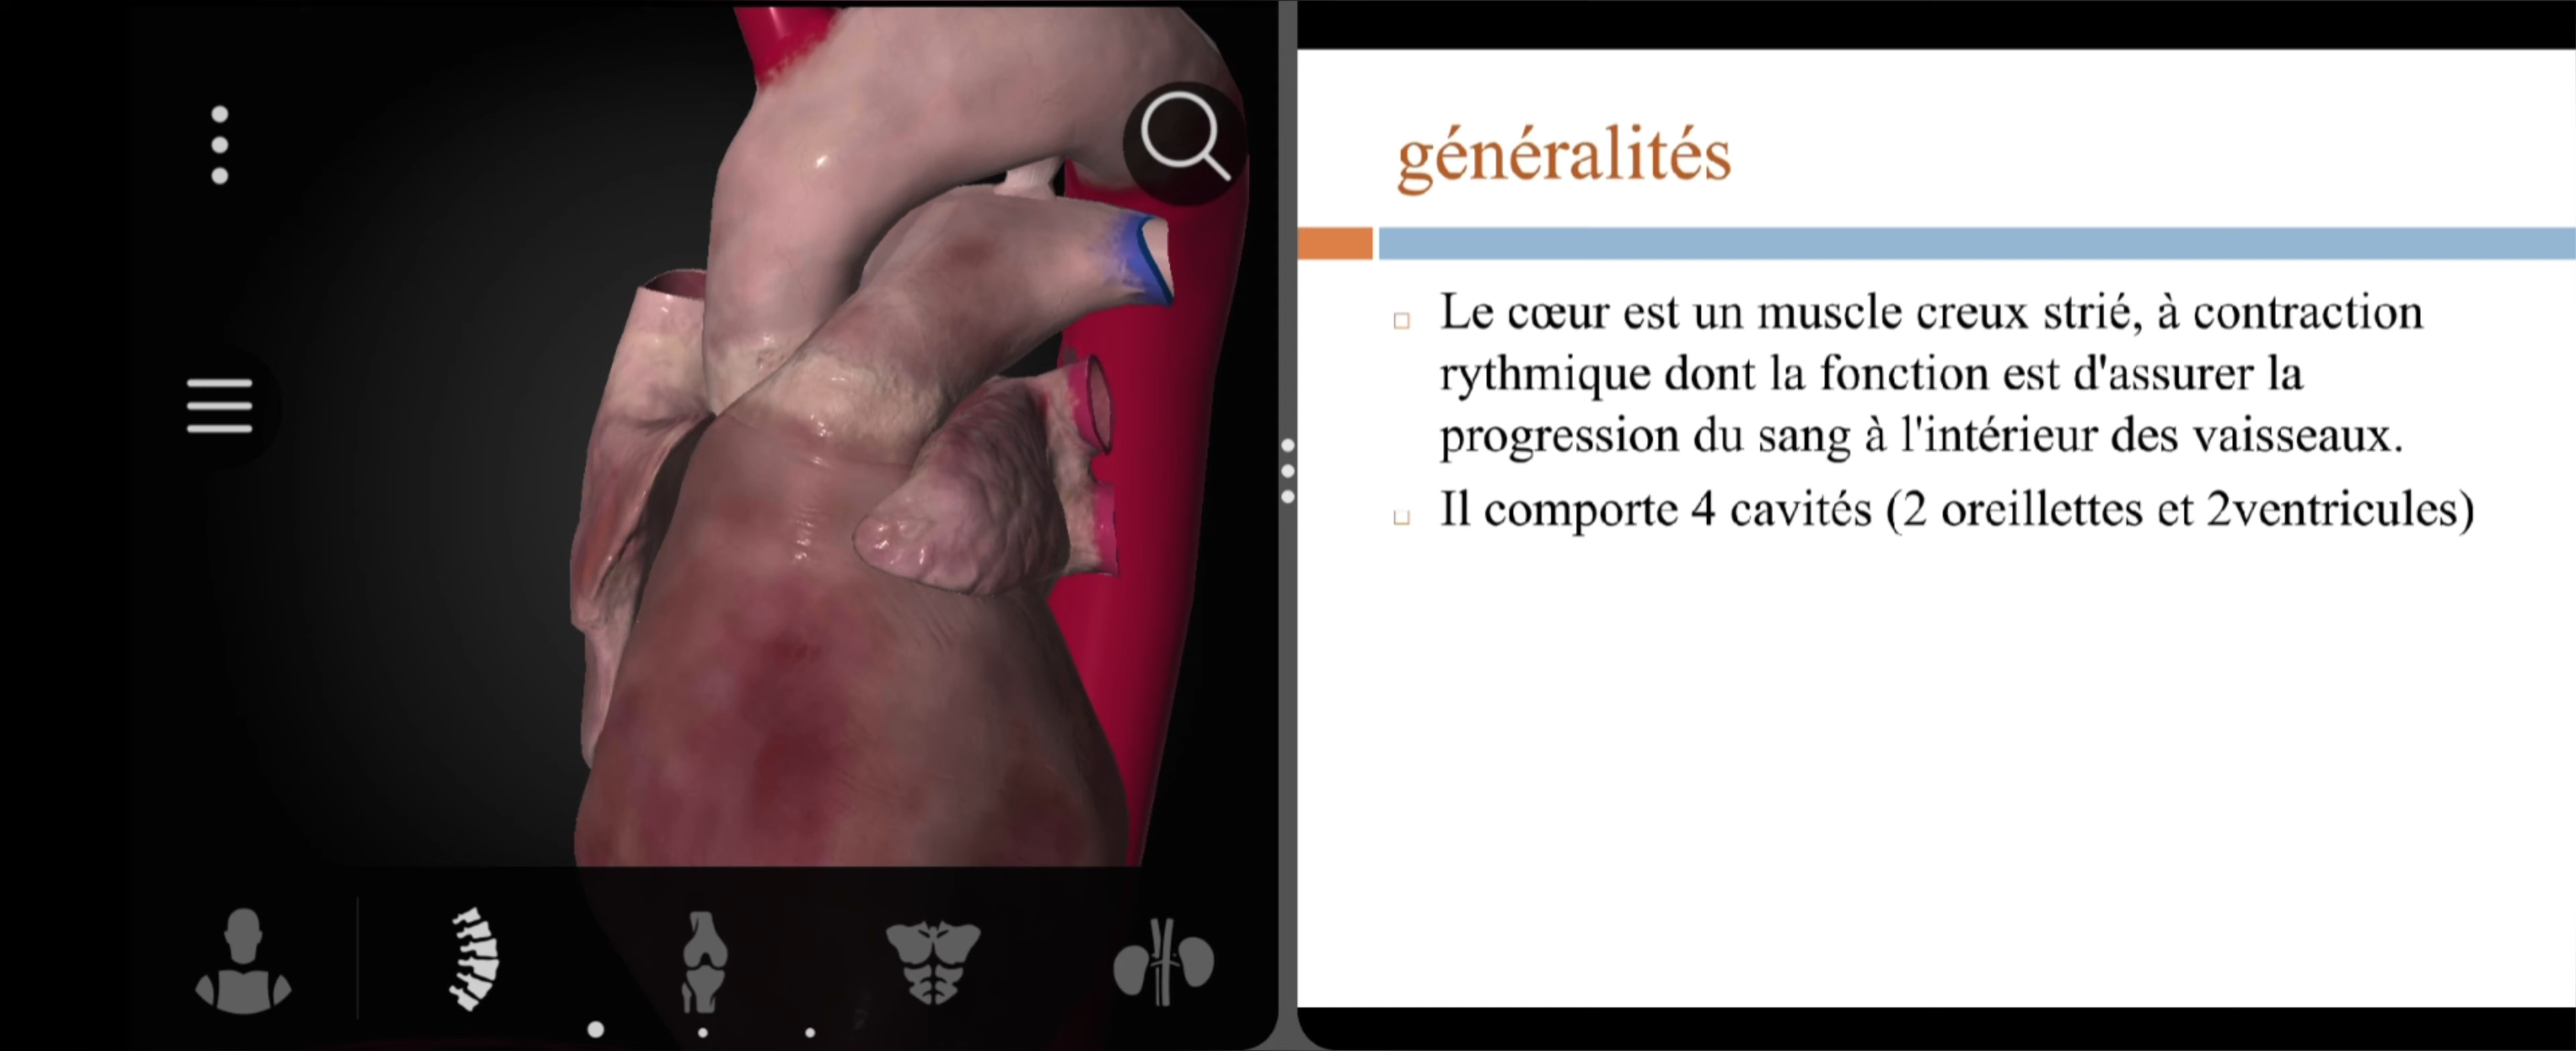 généralités
Le cœur est un muscle creux strié, à contraction
rythmique dont la fonction est d'assurer la
progression du sang à l'intérieur des vaisseaux.
Il comporte 4 cavités (2 oreillettes et 2ventricules)